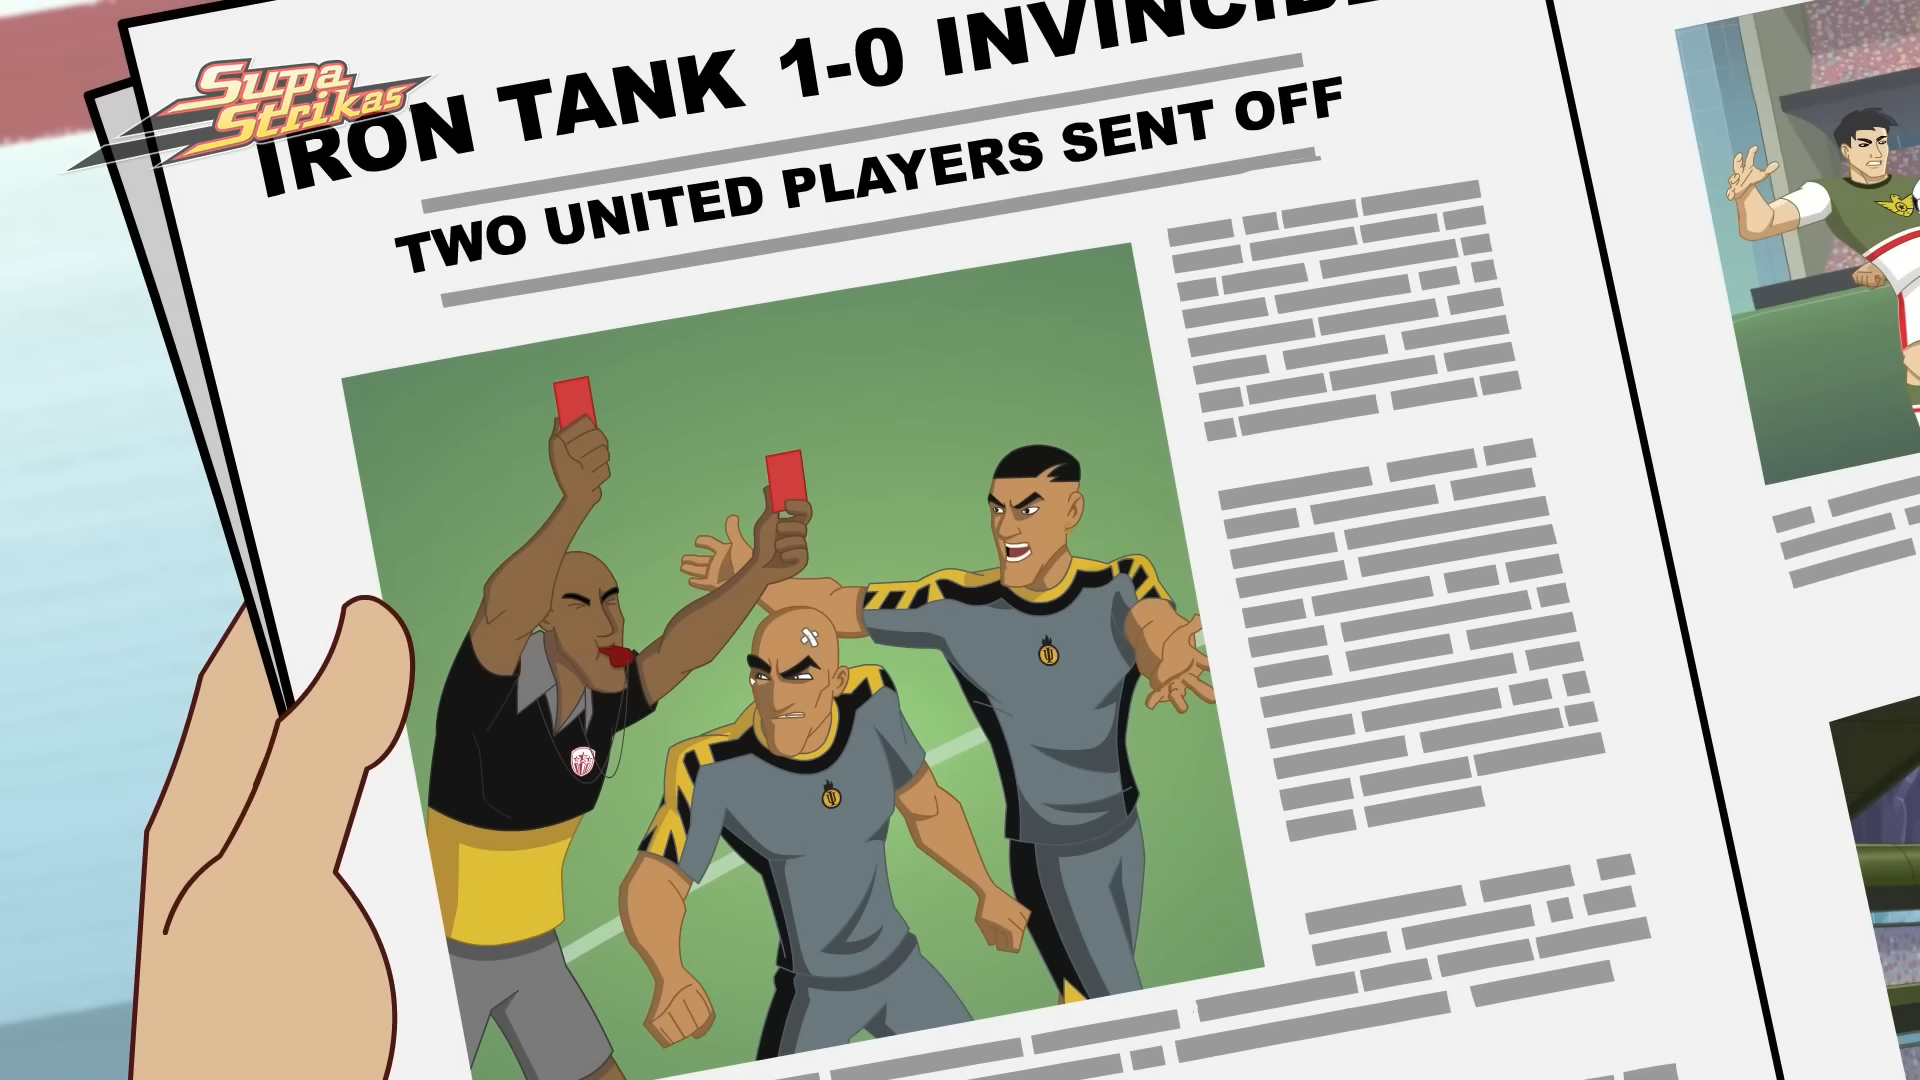 Supa
Strikas
IRON TANK 1-0
TWO UNITED PLAYERS SENT OFF